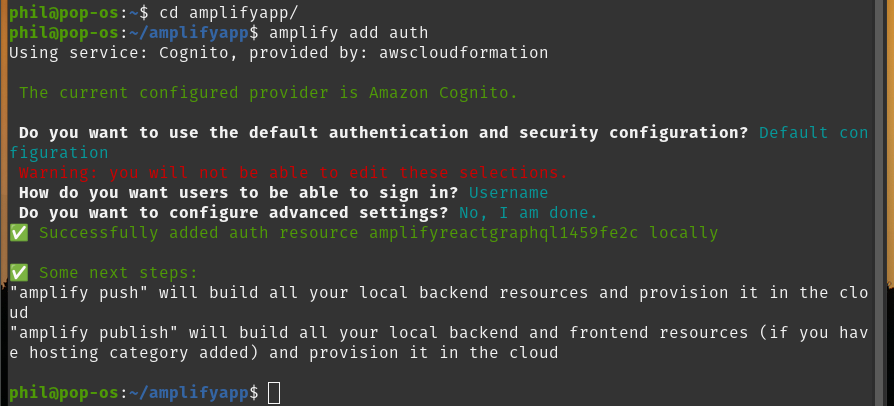 phil@pop-os:~$ cd amplifyapp/
phil@pop-os:~/amplifyapp$ amplify add auth
Using service: Cognito, provided by: awscloudformation
The current configured provider is Amazon Cognito.
Do you want to use the default authentication and security configuration? Default con
figuration
Warning: you will not be able to edit these selections.
How do you want users to be able to sign in? Username
Do you want to configure advanced settings? No, I am done.
✅ Successfully added auth resource amplifyreactgraphql1459fe2c locally
✅ Some next steps:
"amplify push" will build all your local backend resources and provision it in the clo
ud
"amplify publish" will build all your local backend and frontend resources (if you hav
e hosting category added) and provision it in the cloud
phil@pop-os:~/amplifyapp$